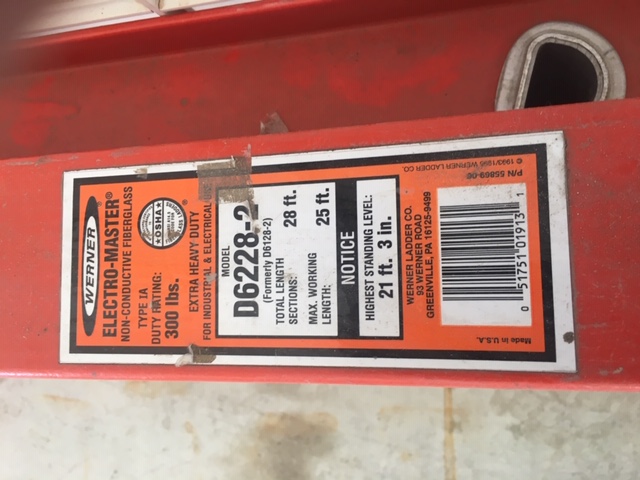 WERNER
ELECTRO-MASTER®
NON-CONDUCTIVE FIBERGLASS
TYPE IA
DUTY RATING:
300 lbs.
OSHA
EXTRA HEAVY DUTY
FOR INDUSTRIAL & ELECTRICAL
MODEL
D6228-2
(Formerly D6128-2)
TOTAL LENGTH
SECTIONS: 28 ft.
MAX. WORKING
LENGTH: 25 ft.
NOTICE
HIGHEST STANDING LEVEL:
21 ft. 3 in.
WERNER LADDER CO.
93 WERNER ROAD
GREENVILLE, PA 16125-9499
0 51751 01913 1
Made in U.S.A.
P/N 55869-06
© 1993/1996 WERNER LADDER CO.